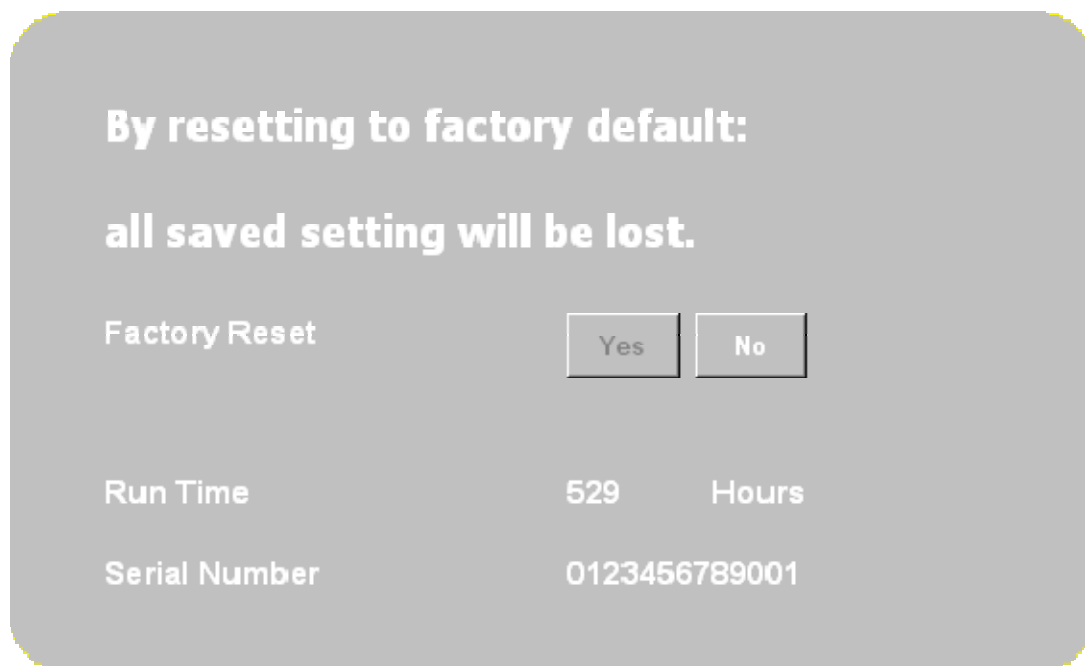 By resetting to factory default:
all saved setting will be lost.
Factory Reset Yes No
Run Time 529 Hours
Serial Number 0123456789001